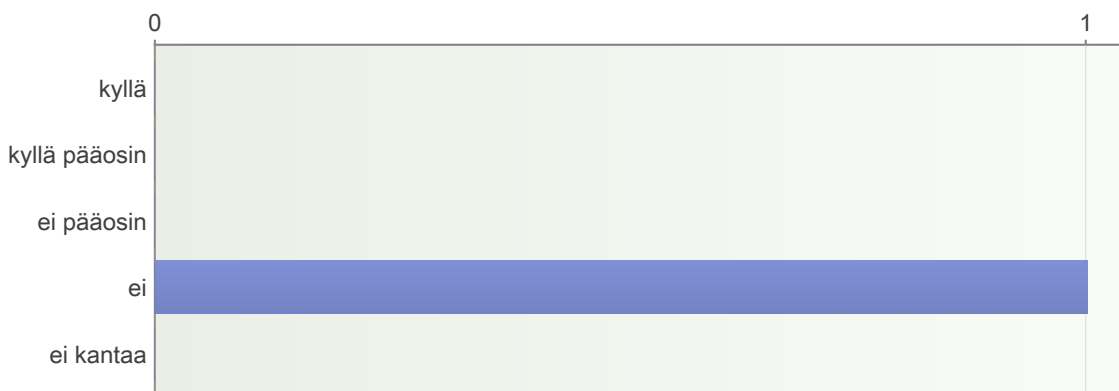 0 1
kyllä
kyllä pääosin
ei pääosin
ei
ei kantaa